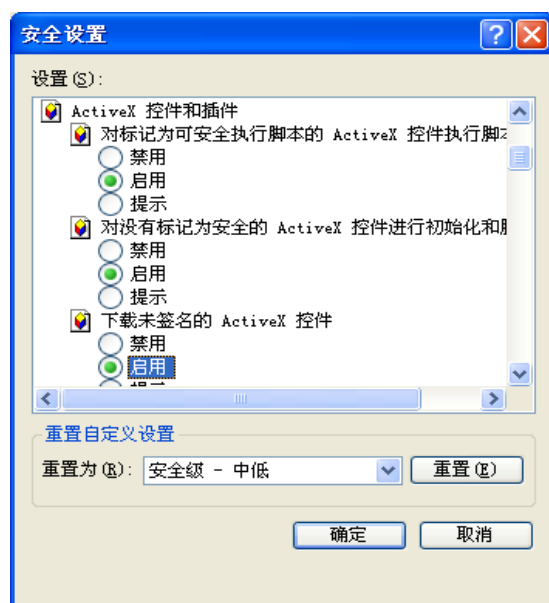 安全设置
设置(S):
ActiveX 控件和插件
对标记为可安全执行脚本的 ActiveX 控件执行脚
禁用
启用
提示
对没有标记为安全的 ActiveX 控件进行初始化和
禁用
启用
提示
下载未签名的 ActiveX 控件
禁用
启用
重置自定义设置
重置为(R): 安全级 - 中低 重置(E)
确定 取消